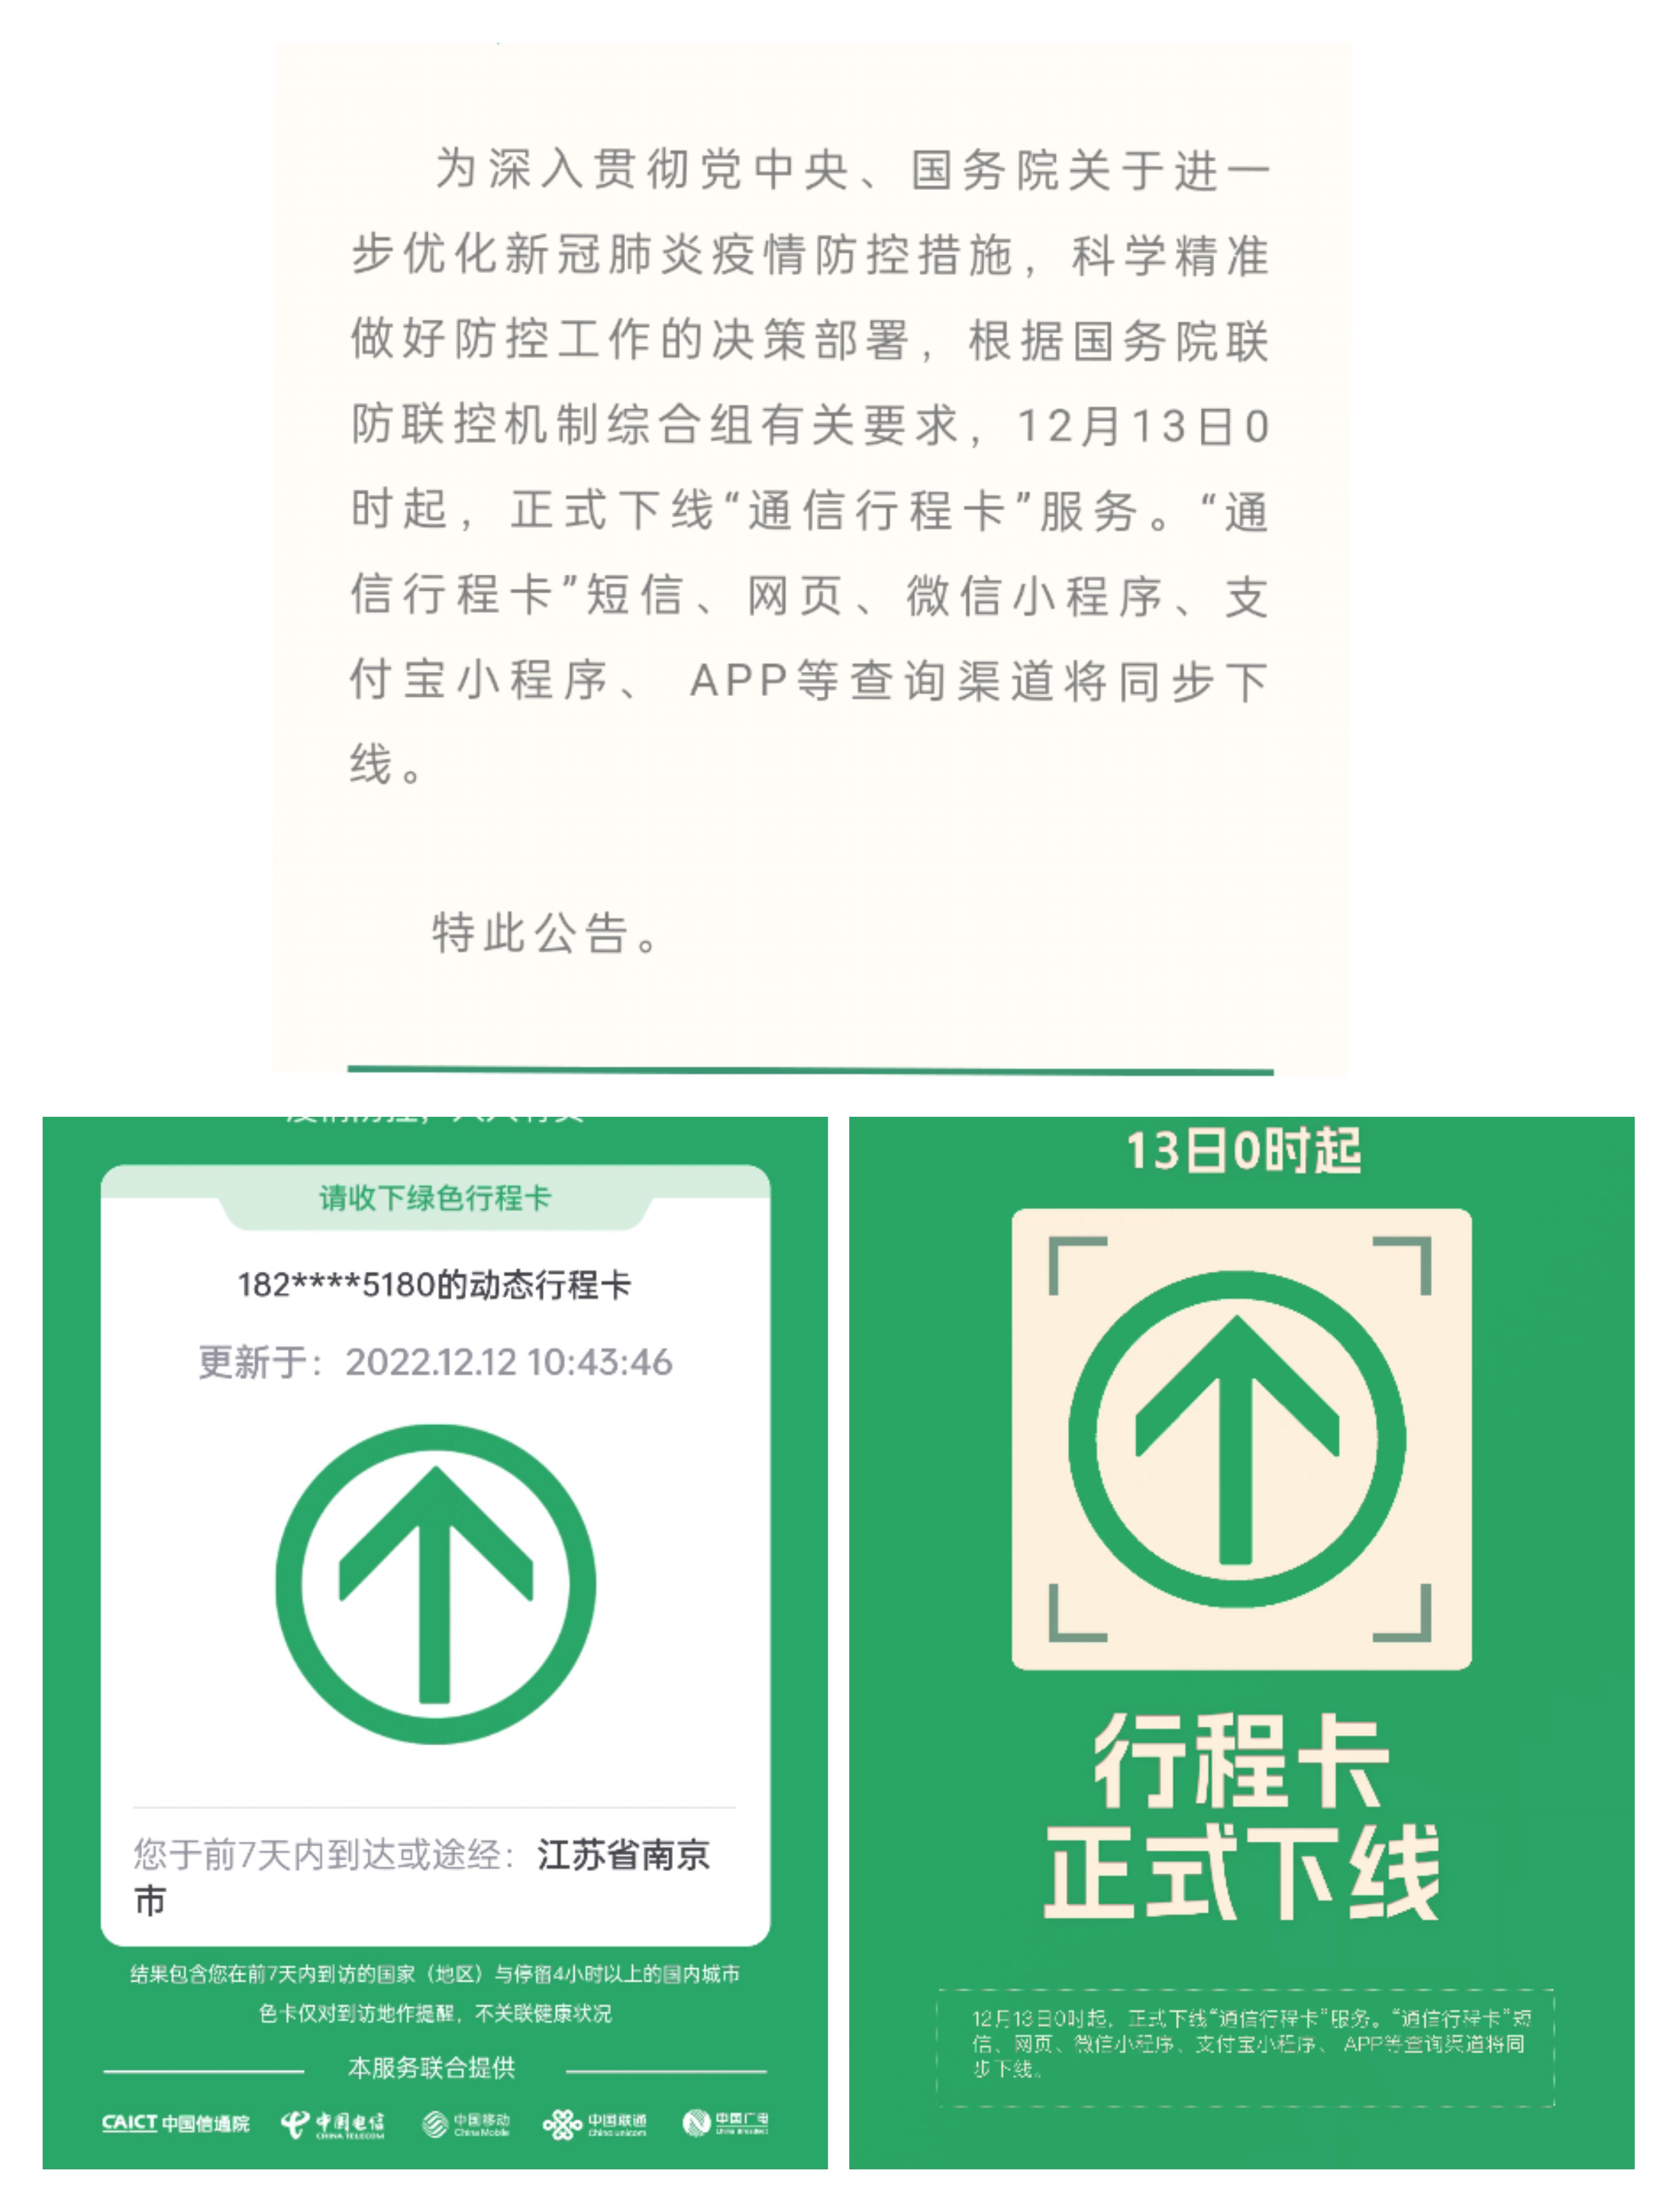 为深入贯彻党中央、国务院关于进一
步优化新冠肺炎疫情防控措施，科学精准
做好防控工作的决策部署，根据国务院联
防联控机制综合组有关要求，12月13日0
时起，正式下线“通信行程卡”服务。“通
信行程卡”短信、网页、微信小程序、支
付宝小程序、 APP等查询渠道将同步下
线。
特此公告。
请收下绿色行程卡
182****5180的动态行程卡
更新于：2022.12.12 10:43:46
您于前7天内到达或途经：江苏省南京
市
结果包含您在前7天内到访的国家（地区）与停留4小时以上的国内城市
色卡仅对到访地作提醒，不关联健康状况
本服务联合提供
CAICT 中国信通院
中国电信
CHINA TELECOM
中国移动
China Mobile
中国联通
China unicom
中国广电
13日0时起
行程卡
正式下线
12月13日0时起，正式下线“通信行程卡”服务。“通信行程卡”短
信、网页、微信小程序、支付宝小程序、 APP等查询渠道将同
步下线。